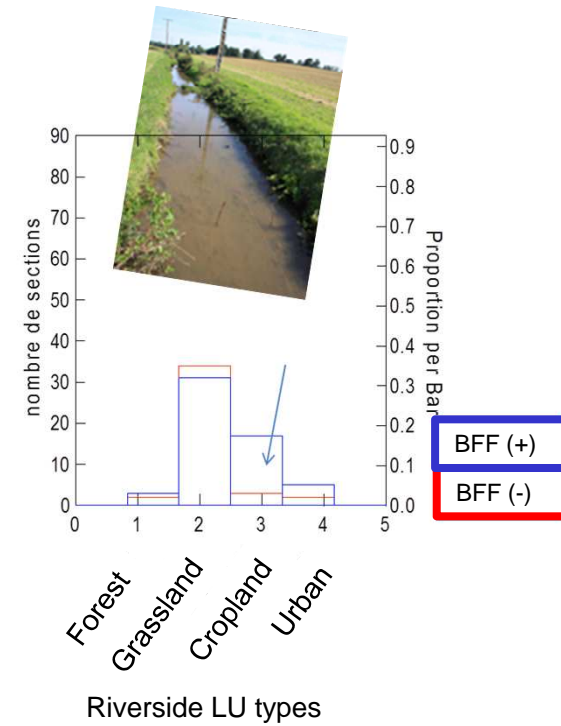 90
80
70
60
50
40
30
20
10
0
nombre de sections
0.9
0.8
0.7
0.6
0.5
0.4
0.3
0.2
0.1
0.0
Proportion per Bar
0 1 2 3 4 5
BFF (+)
BFF (-)
Forest
Grassland
Cropland
Urban
Riverside LU types